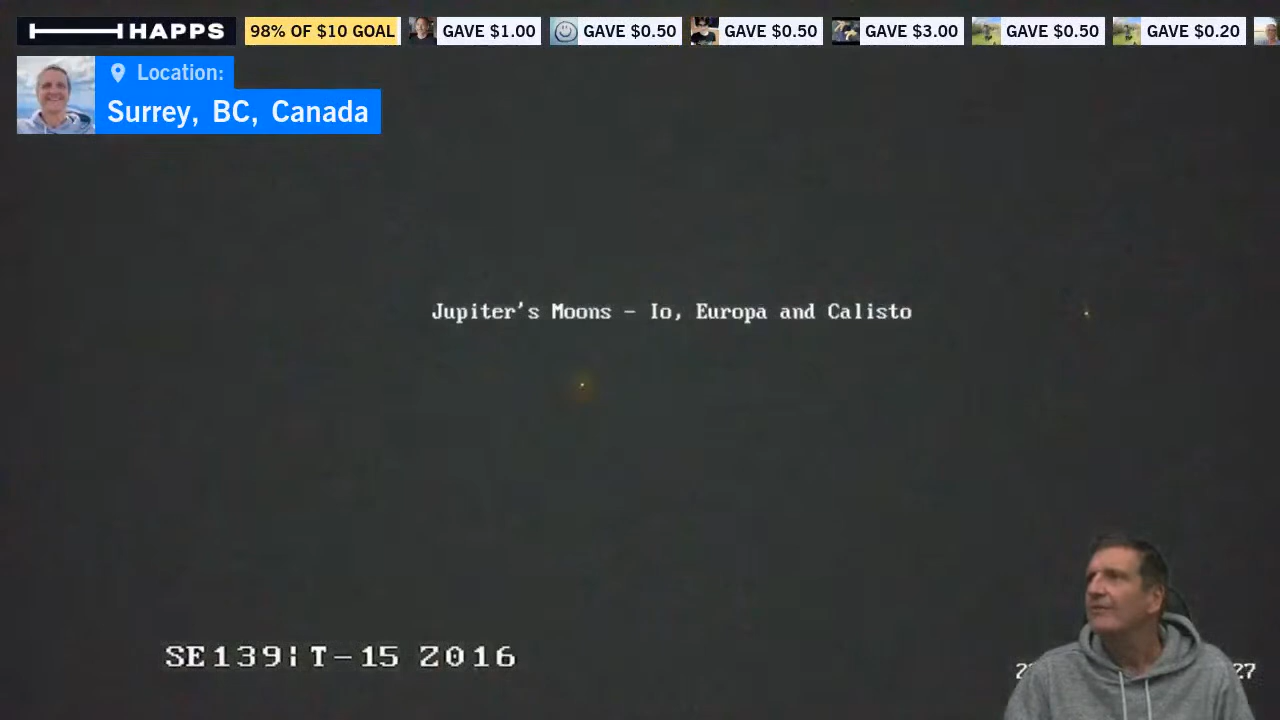 HAPPS 98% OF $10 GOAL GAVE $1.00 GAVE $0.50 GAVE $0.50 GAVE $3.00 GAVE $0.50 GAVE $0.20
Location:
Surrey, BC, Canada
Jupiter's Moons - Io, Europa and Calisto
SE139¦T-15 2016
27